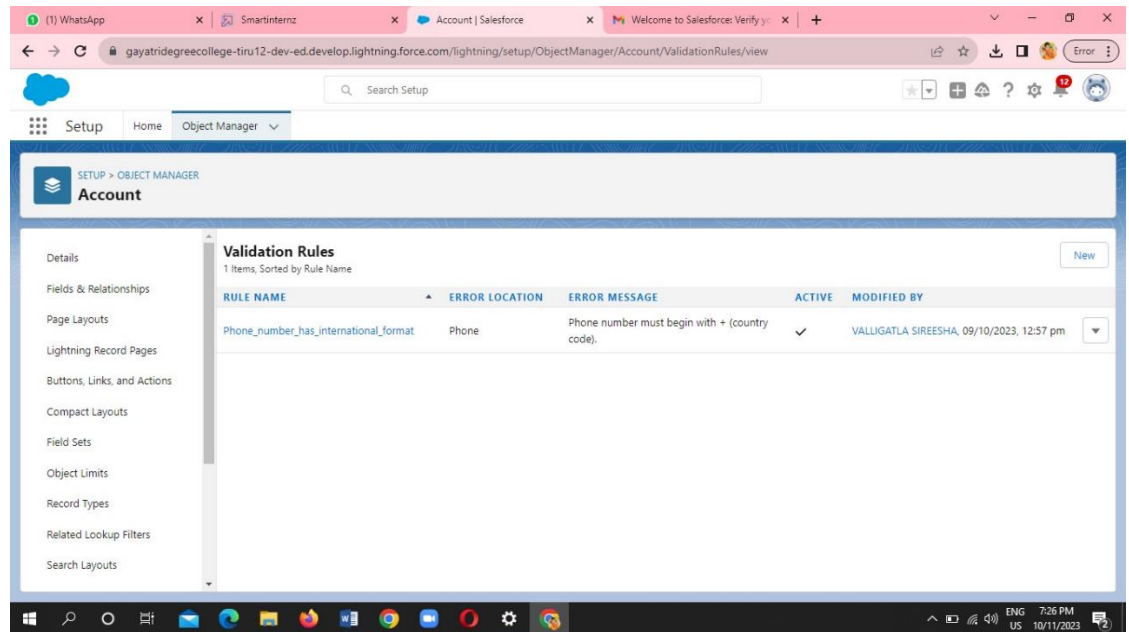 (1) WhatsApp
Smartinternz
Account | Salesforce
Welcome to Salesforce: Verify yo
gayatridegreecollege-tiru12-dev-ed.develop.lightning.force.com/lightning/setup/ObjectManager/Account/ValidationRules/view
Error
Search Setup
12
Setup
Home
Object Manager
SETUP > OBJECT MANAGER
Account
Details
Fields & Relationships
Page Layouts
Lightning Record Pages
Buttons, Links, and Actions
Compact Layouts
Field Sets
Object Limits
Record Types
Related Lookup Filters
Search Layouts
Validation Rules
1 Items, Sorted by Rule Name
New
RULE NAME ERROR LOCATION ERROR MESSAGE ACTIVE MODIFIED BY
Phone_number_has_international_format Phone Phone number must begin with + (country VALLIGATLA SIREESHA, 09/10/2023, 12:57 pm
code).
ENG 7:26 PM
US 10/11/2023
2